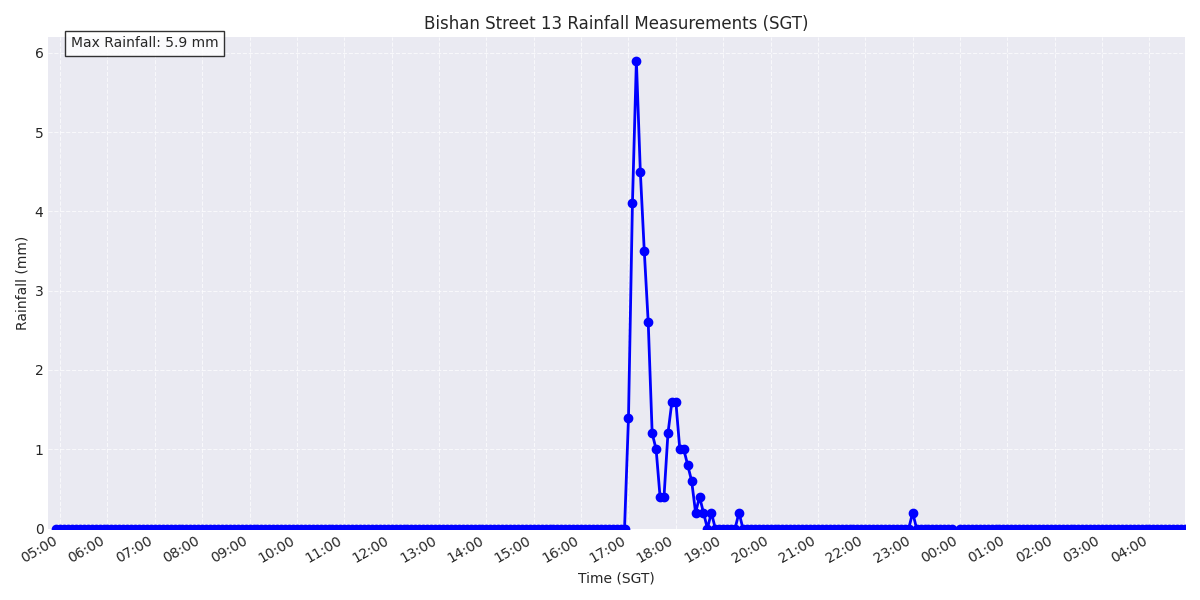 Bishan Street 13 Rainfall Measurements (SGT)
Max Rainfall: 5.9 mm
6
5
4
3
2
1
0
Rainfall (mm)
05:00 06:00 07:00 08:00 09:00 10:00 11:00 12:00 13:00 14:00 15:00 16:00 17:00 18:00 19:00 20:00 21:00 22:00 23:00 00:00 01:00 02:00 03:00 04:00
Time (SGT)